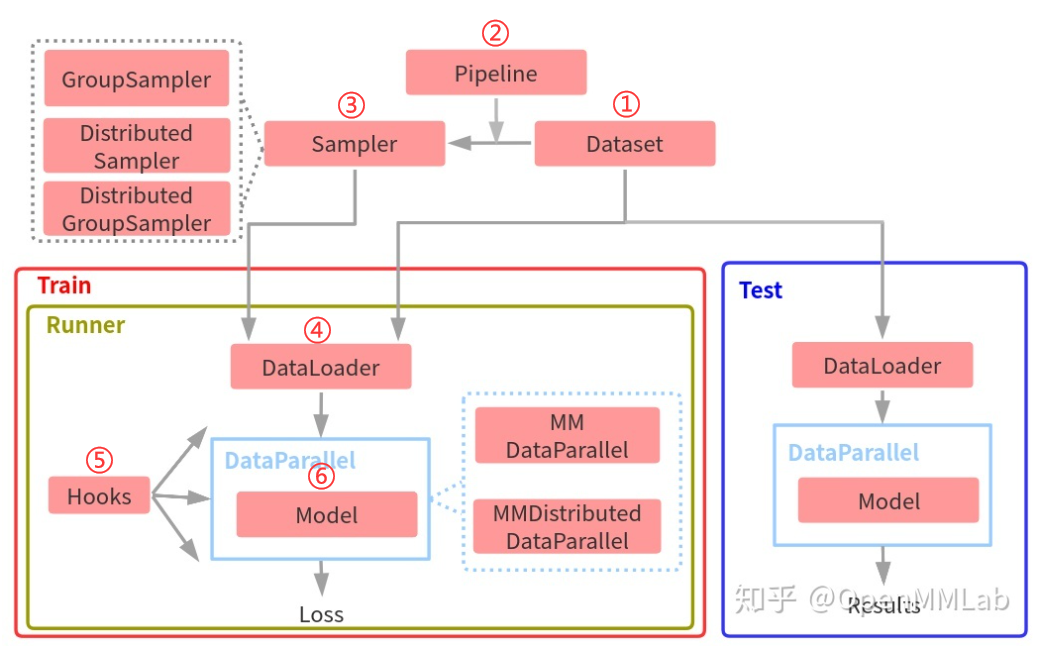 ②
Pipeline
GroupSampler
③
①
Distributed
Sampler
Sampler
Dataset
Distributed
GroupSampler
Train
Runner
④
DataLoader
⑤
Hooks
DataParallel
⑥
Model
MM
DataParallel
MMDistributed
DataParallel
Loss
Test
DataLoader
DataParallel
Model
Results
知乎 @OpenMMLab